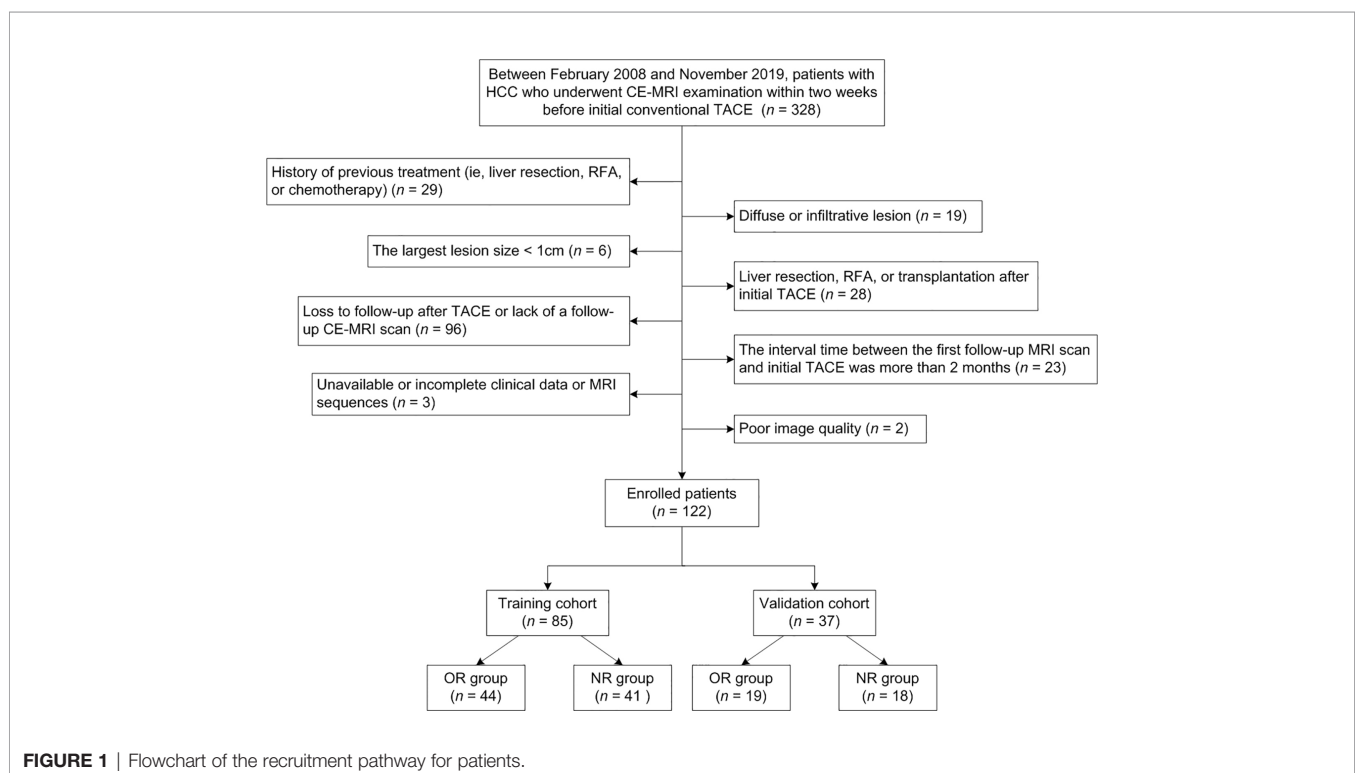 Between February 2008 and November 2019, patients with
HCC who underwent CE-MRI examination within two weeks
before initial conventional TACE (n = 328)
History of previous treatment (ie, liver resection, RFA,
or chemotherapy) (n = 29)
Diffuse or infiltrative lesion (n = 19)
The largest lesion size < 1cm (n = 6)
Liver resection, RFA, or transplantation after
initial TACE (n = 28)
Loss to follow-up after TACE or lack of a follow-
up CE-MRI scan (n = 96)
The interval time between the first follow-up MRI scan
and initial TACE was more than 2 months (n = 23)
Unavailable or incomplete clinical data or MRI
sequences (n = 3)
Poor image quality (n = 2)
Enrolled patients
(n = 122)
Training cohort
(n = 85)
Validation cohort
(n = 37)
OR group
(n = 44)
NR group
(n = 41 )
OR group
(n = 19)
NR group
(n = 18)
FIGURE 1 | Flowchart of the recruitment pathway for patients.